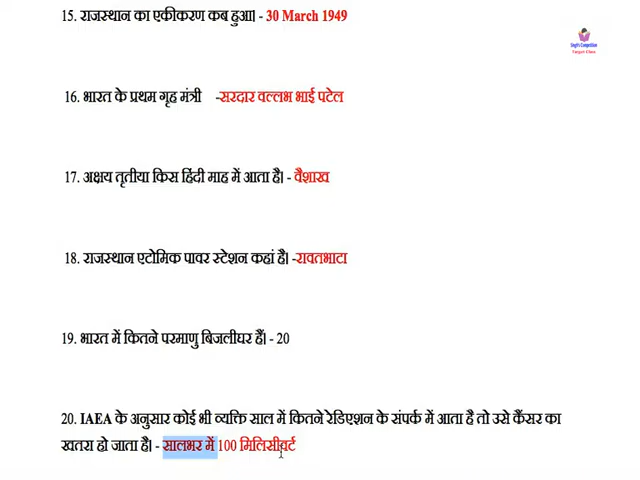 15. राजस्थान का एकीकरण कब हुआ। - 30 March 1949
16. भारत के प्रथम गृह मंत्री -सरदार वल्लभ भाई पटेल
17. अक्षय तृतीया किस हिंदी माह में आता है। - वैशाख
18. राजस्थान एटोमिक पावर स्टेशन कहां है। -रावतभाटा
19. भारत में कितने परमाणु बिजलीघर हैं। - 20
20. IAEA के अनुसार कोई भी व्यक्ति साल में कितने रेडिएशन के संपर्क में आता है तो उसे कैंसर का
खतरा हो जाता है। - सालभर में 100 मिलिसीवर्ट